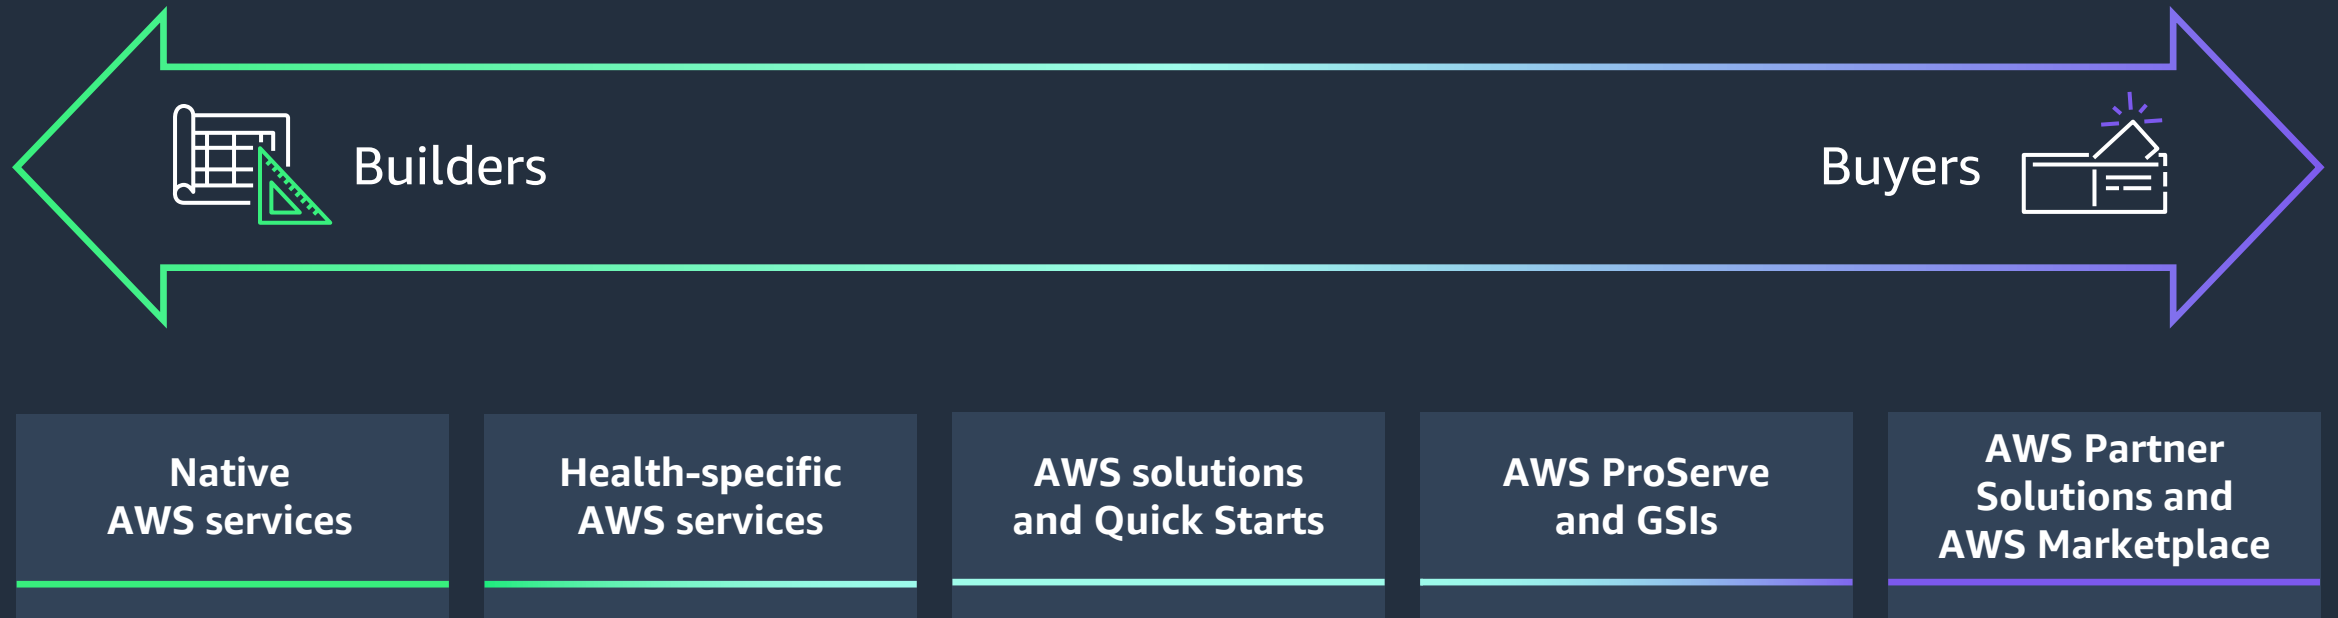 Builders
Buyers
Native
AWS services
Health-specific
AWS services
AWS solutions
and Quick Starts
AWS ProServe
and GSIs
AWS Partner
Solutions and
AWS Marketplace